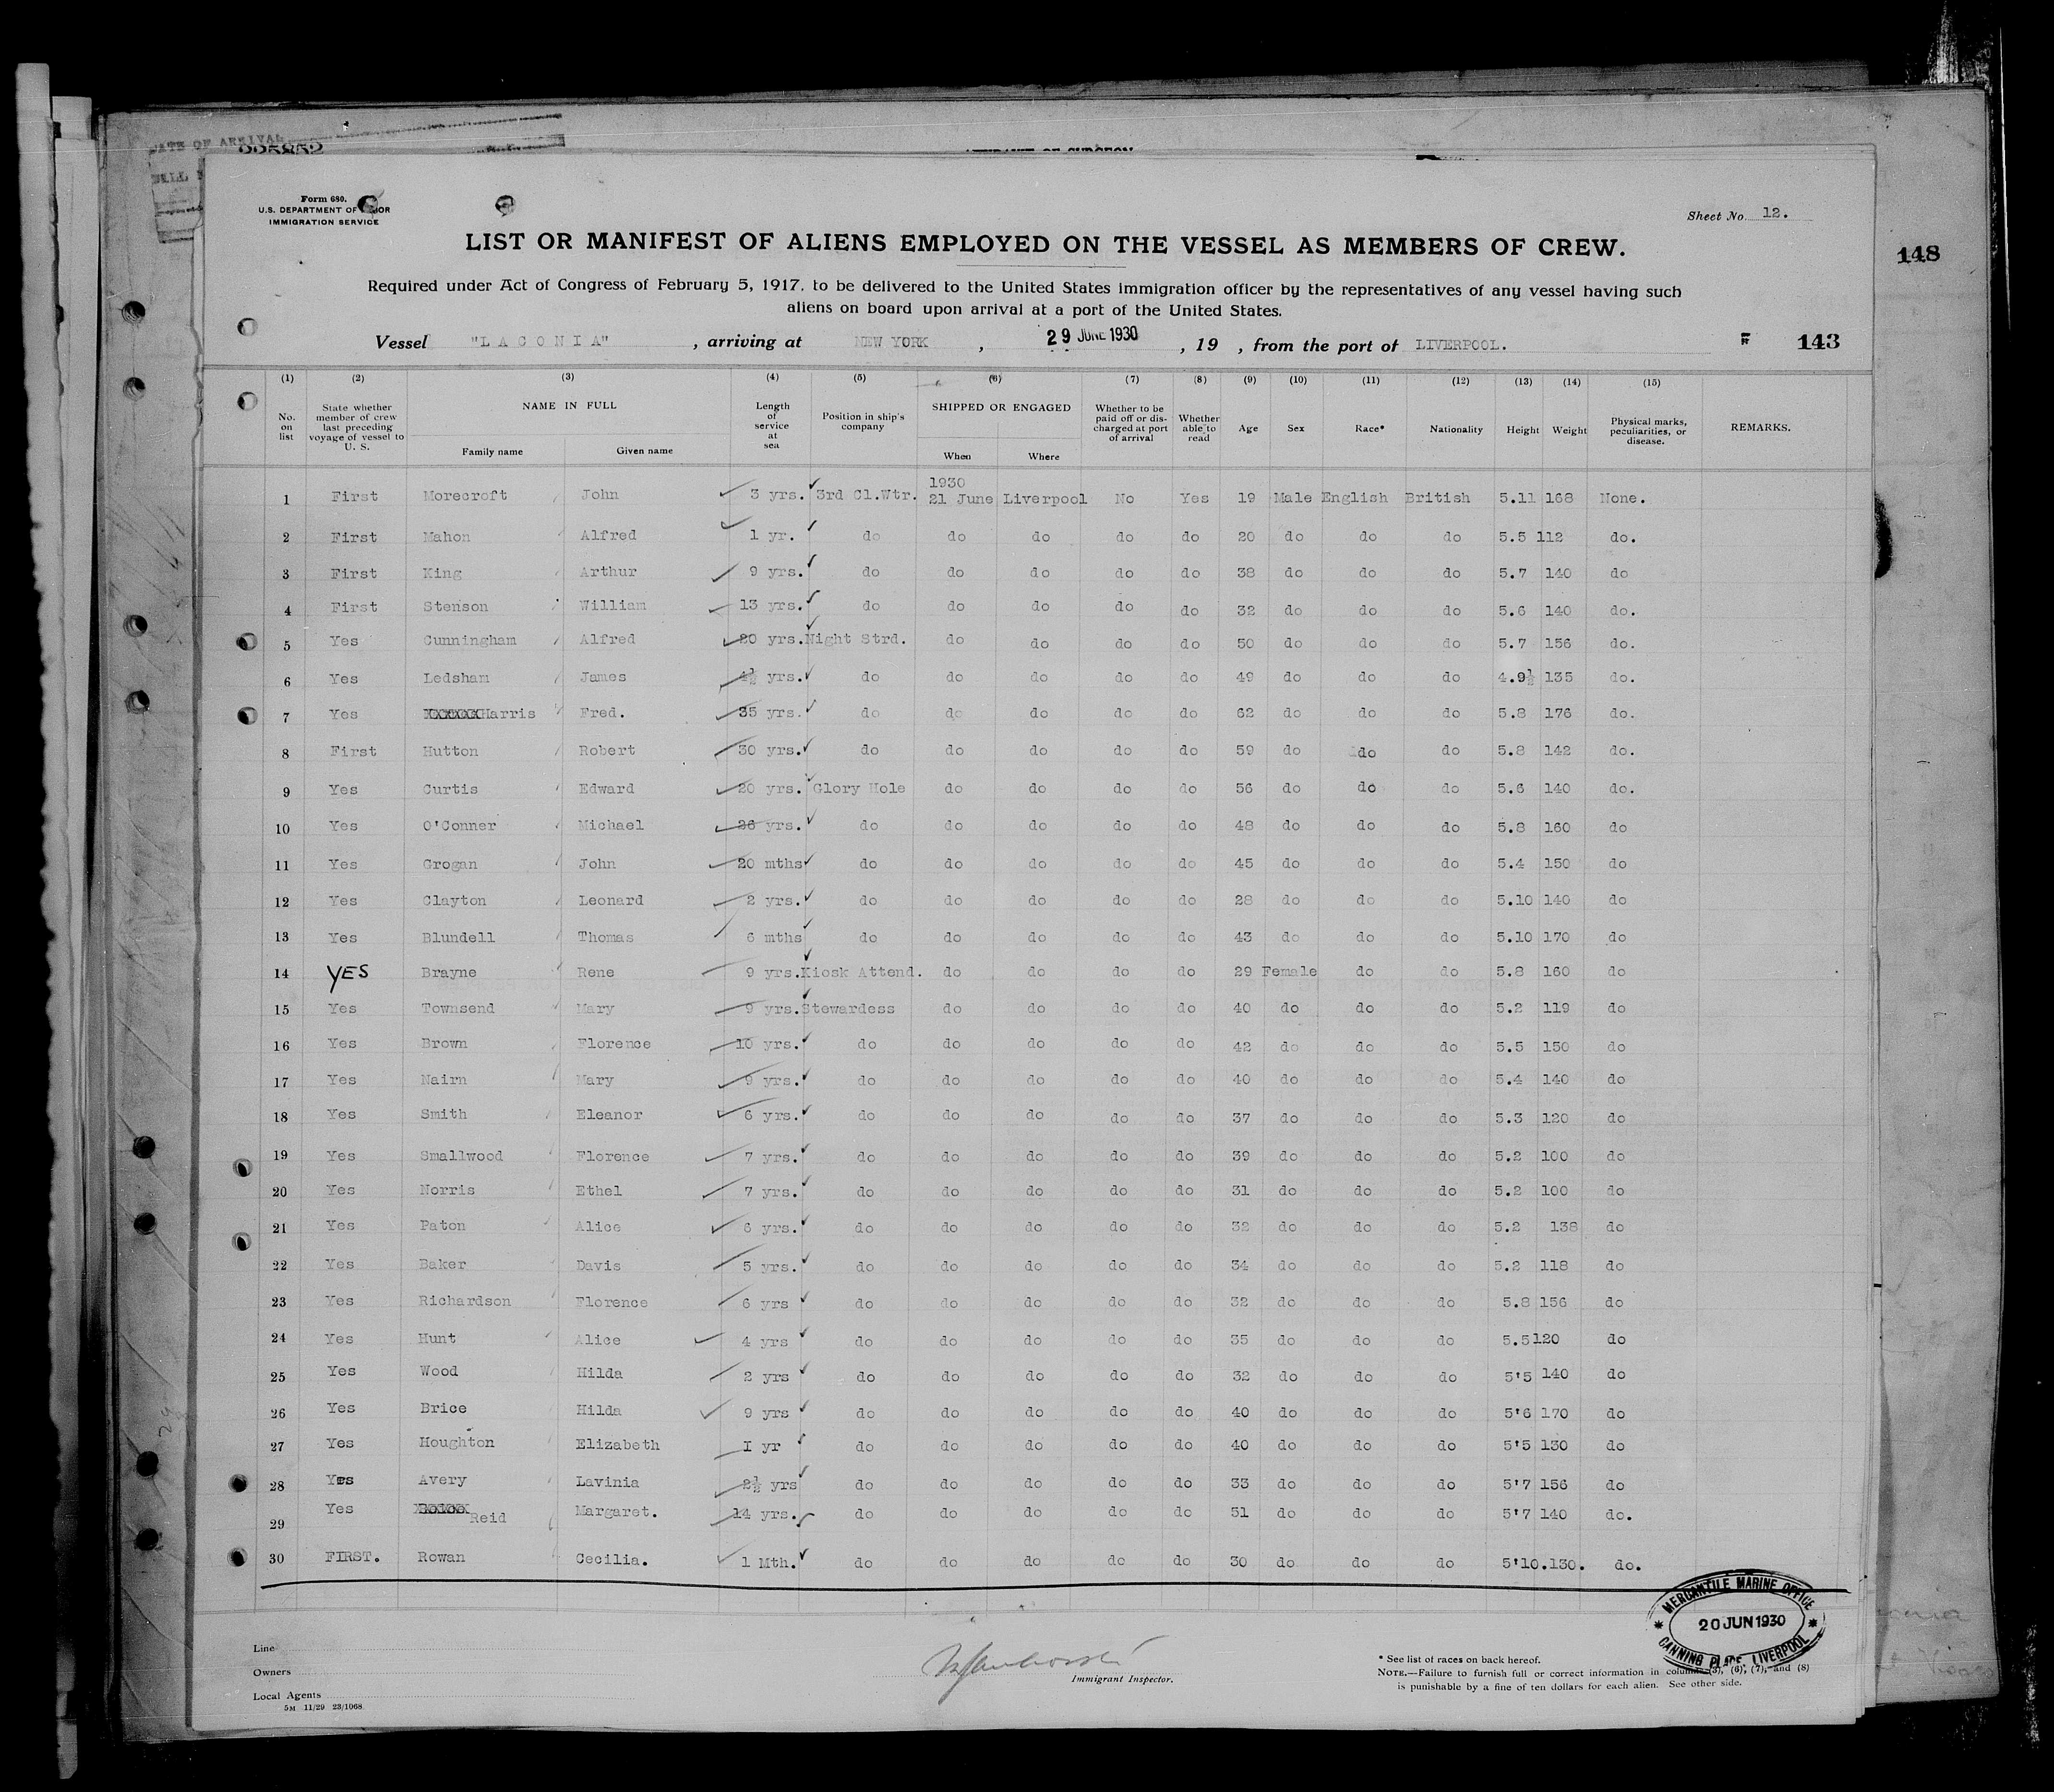 DATE OF ARRIVAL
Form 680.
U.S. DEPARTMENT OF
IMMIGRATION SERVICE
Sheet No. 12.
LIST OR MANIFEST OF ALIENS EMPLOYED ON THE VESSEL AS MEMBERS OF CREW.
148
Required under Act of Congress of February 5, 1917, to be delivered to the United States immigration officer by the representatives of any vessel having such
aliens on board upon arrival at a port of the United States.
Vessel "LACONIA", arriving at NEW YORK, 29 JUNE 1930, 19 , from the port of LIVERPOOL. 143
(1) (2) (3) (4) (5) (6) (7) (8) (9) (10) (11) (12) (13) (14) (15)
No. on list State whether member of crew last preceding voyage of vessel to U. S. NAME IN FULL Family name Given name Length of service at sea Position in ship's company SHIPPED OR ENGAGED When Where Whether to be paid off or discharged at port of arrival Whether able to read Age Sex Race* Nationality Height Weight Physical marks, peculiarities, or disease. REMARKS.
1 First Morecroft John 3 yrs. 3rd Cl.Wtr. 1930 21 June Liverpool No Yes 19 Male English British 5.11 168 None.
2 First Mahon Alfred 1 yr. do do do do do 20 do do do 5.5 112 do.
3 First King Arthur 9 yrs. do do do do do 38 do do do 5.7 140 do
4 First Stenson William 13 yrs. do do do do do 32 do do do 5.6 140 do.
5 Yes Cunningham Alfred 20 yrs. Night Strd. do do do do 50 do do do 5.7 156 do.
6 Yes Ledsham James 4½ yrs. do do do do do 49 do do do 4.9½ 135 do.
7 Yes Harris Fred. 35 yrs. do do do do do 62 do do do 5.8 176 do.
8 First Hutton Robert 30 yrs. do do do do do 59 do do do 5.8 142 do.
9 Yes Curtis Edward 20 yrs. Glory Hole do do do do 56 do do do 5.6 140 do.
10 Yes O'Conner Michael 26 yrs. do do do do do 48 do do do 5.8 160 do
11 Yes Grogan John 20 mths do do do do do 45 do do do 5.4 150 do
12 Yes Clayton Leonard 2 yrs. do do do do do 28 do do do 5.10 140 do
13 Yes Blundell Thomas 6 mths do do do do do 43 do do do 5.10 170 do
14 YES Brayne Rene 9 yrs. Kiosk Attend. do do do do 29 Female do do 5.8 160 do
15 Yes Townsend Mary 9 yrs. Stewardess do do do do 40 do do do 5.2 119 do
16 Yes Brown Florence 10 yrs. do do do do do 42 do do do 5.5 150 do
17 Yes Nairn Mary 9 yrs. do do do do do 40 do do do 5.4 140 do
18 Yes Smith Eleanor 6 yrs. do do do do do 37 do do do 5.3 120 do
19 Yes Smallwood Florence 7 yrs. do do do do do 39 do do do 5.2 100 do
20 Yes Norris Ethel 7 yrs. do do do do do 31 do do do 5.2 100 do
21 Yes Paton Alice 6 yrs. do do do do do 32 do do do 5.2 138 do
22 Yes Baker Davis 5 yrs. do do do do do 34 do do do 5.2 118 do
23 Yes Richardson Florence 6 yrs do do do do do 32 do do do 5.8 156 do
24 Yes Hunt Alice 4 yrs do do do do do 35 do do do 5.5 120 do
25 Yes Wood Hilda 2 yrs do do do do do 32 do do do 5'5 140 do
26 Yes Brice Hilda 9 yrs do do do do do 40 do do do 5'6 170 do
27 Yes Houghton Elizabeth I yr do do do do do 40 do do do 5'5 130 do
28 Yes Avery Lavinia 2½ yrs do do do do do 33 do do do 5'7 156 do
29 Yes Reid Margaret. 14 yrs. do do do do do 51 do do do 5'7 140 do.
30 FIRST. Rowan Cecilia. 1 Mth. do do do do do 30 do do do 5'10. 130. do.
MERCANTILE MARINE OFFICE
20 JUN 1930
CANNING PLACE, LIVERPOOL
Line
Owners
Local Agents
5M 11/29 23/1068
Immigrant Inspector.
* See list of races on back hereof.
NOTE.—Failure to furnish full or correct information in columns (3), (6), (7), and (8)
is punishable by a fine of ten dollars for each alien. See other side.